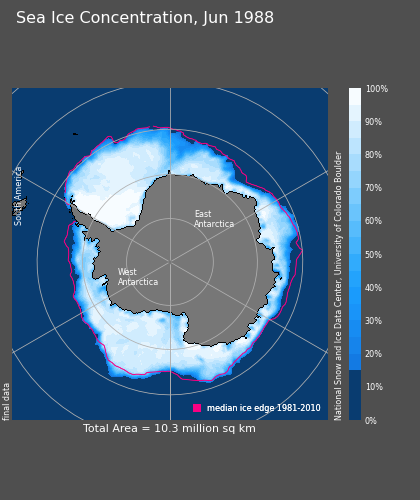 Sea Ice Concentration, Jun 1988
South America
East
Antarctica
West
Antarctica
median ice edge 1981-2010
final data
Total Area = 10.3 million sq km
National Snow and Ice Data Center, University of Colorado Boulder
100%
90%
80%
70%
60%
50%
40%
30%
20%
10%
0%